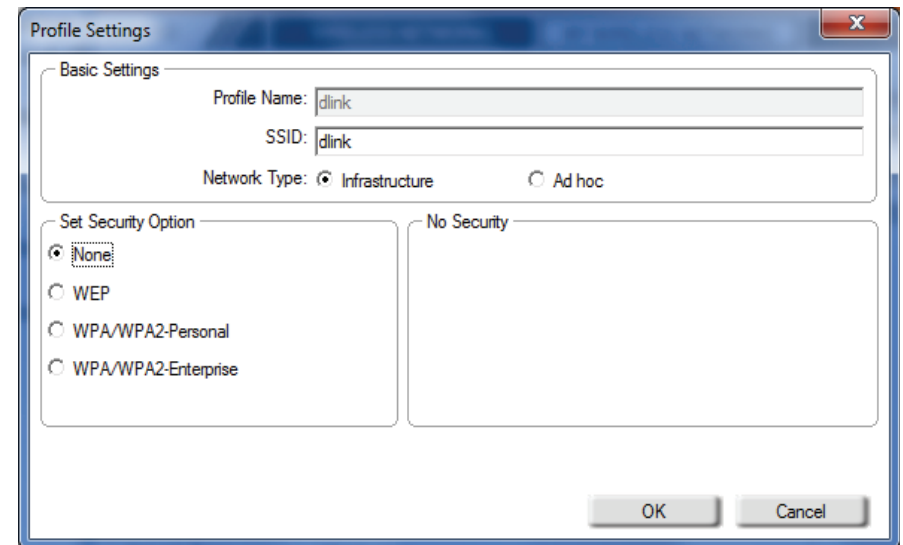 Profile Settings
x
Basic Settings
Profile Name: dlink
SSID: dlink
Network Type: Infrastructure Ad hoc
Set Security Option
None
WEP
WPA/WPA2-Personal
WPA/WPA2-Enterprise
No Security
OK Cancel